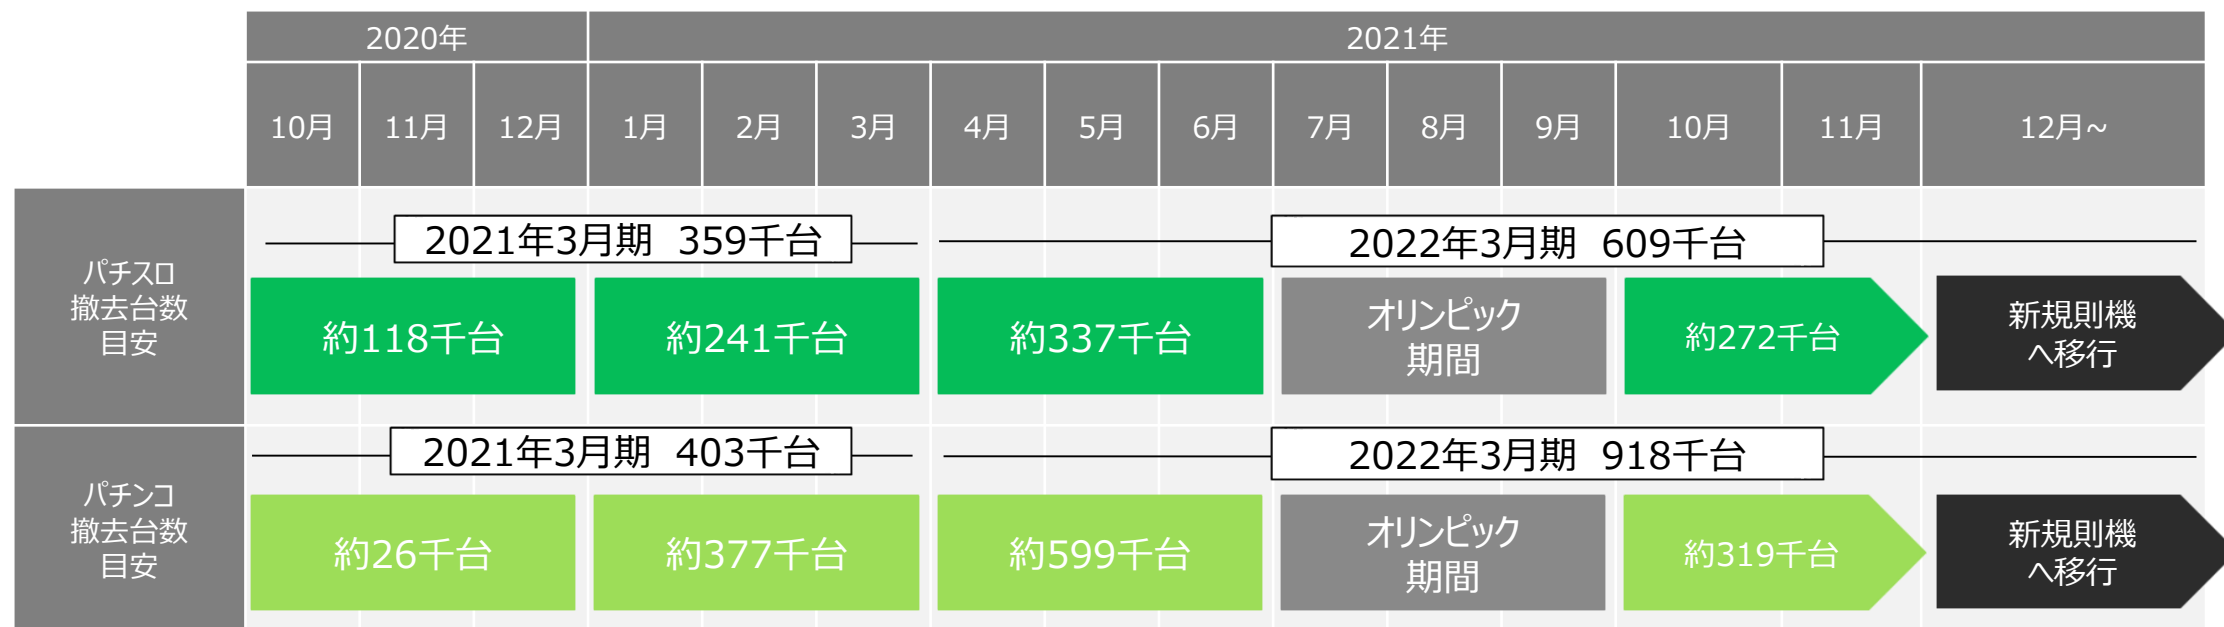 2020年
2021年
10月
11月
12月
1月
2月
3月
4月
5月
6月
7月
8月
9月
10月
11月
12月~
パチスロ
撤去台数
目安
2021年3月期 359千台
2022年3月期 609千台
約118千台
約241千台
約337千台
オリンピック
期間
約272千台
新規則機
へ移行
パチンコ
撤去台数
目安
2021年3月期 403千台
2022年3月期 918千台
約26千台
約377千台
約599千台
オリンピック
期間
約319千台
新規則機
へ移行